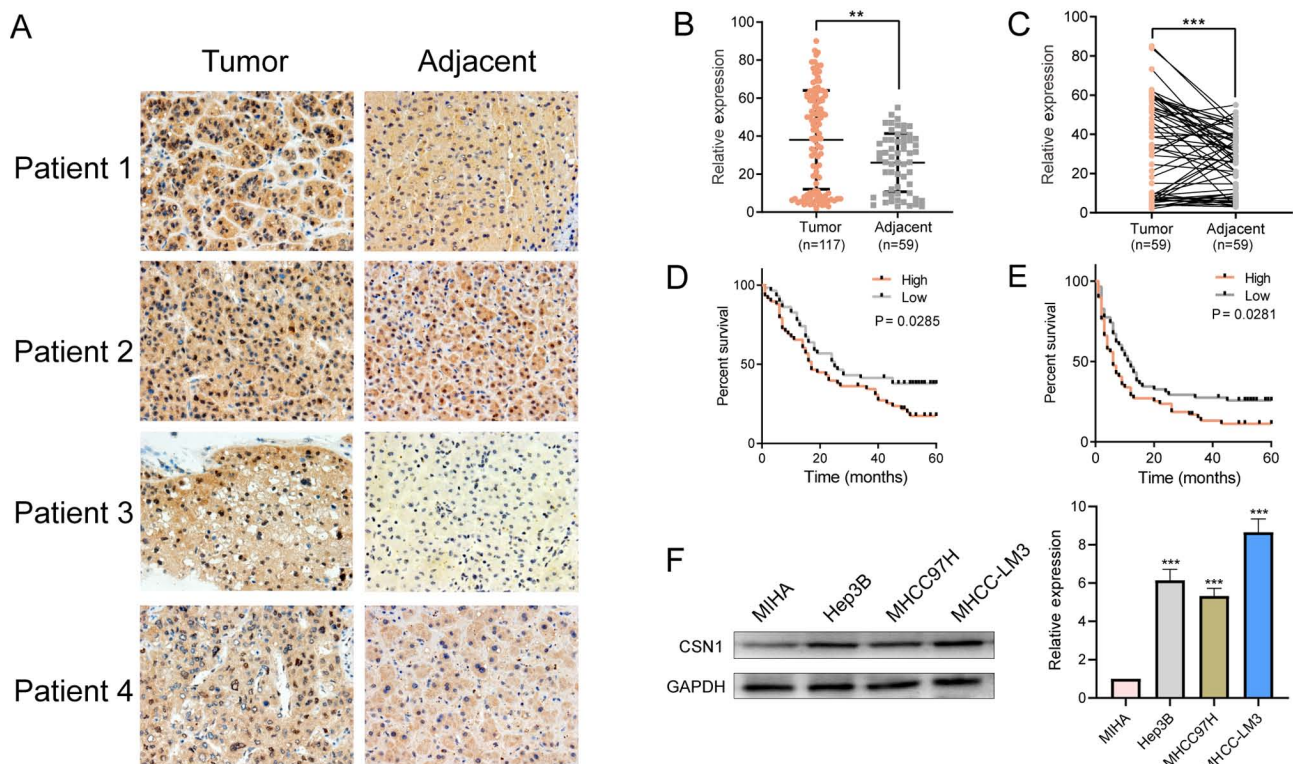 A
Tumor Adjacent
Patient 1
Patient 2
Patient 3
Patient 4
B
**
Relative expression
100
80
60
40
20
0
Tumor Adjacent
(n=117) (n=59)
C
***
Relative expression
100
80
60
40
20
0
Tumor Adjacent
(n=59) (n=59)
D
High
Low
P = 0.0285
Percent survival
100
50
0
0 20 40 60
Time (months)
E
High
Low
P = 0.0281
Percent survival
100
50
0
0 20 40 60
Time (months)
F
MIHA Hep3B MHCC97H MHCC-LM3
CSN1
GAPDH
Relative expression
10
8
6
4
2
0
*** *** ***
MIHA Hep3B MHCC97H MHCC-LM3